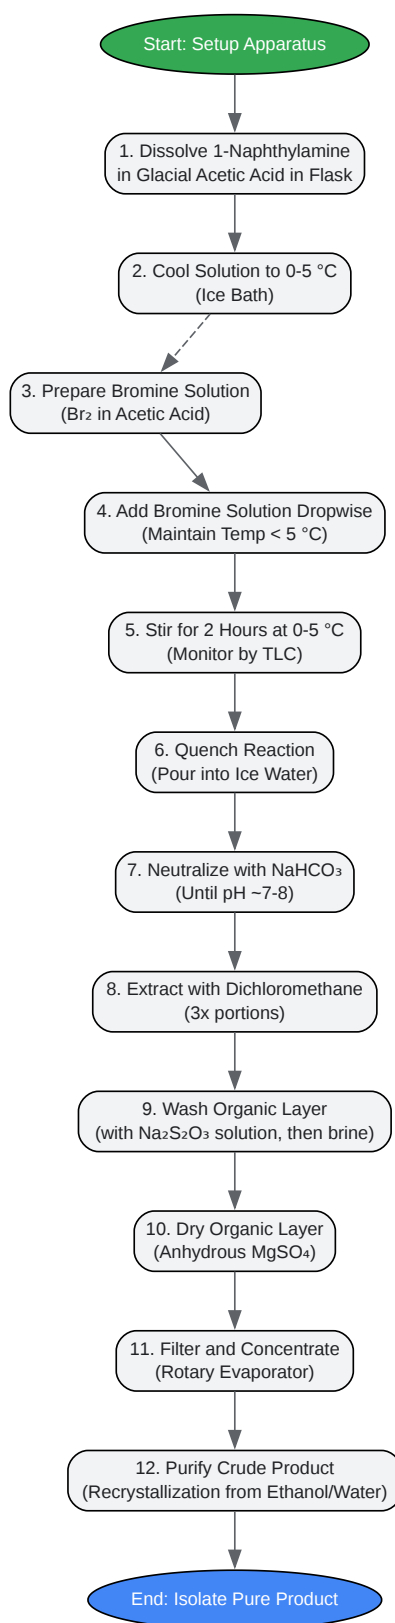 Start: Setup Apparatus
1. Dissolve 1-Naphthylamine
in Glacial Acetic Acid in Flask
2. Cool Solution to 0-5 °C
(Ice Bath)
3. Prepare Bromine Solution
(Br₂ in Acetic Acid)
4. Add Bromine Solution Dropwise
(Maintain Temp < 5 °C)
5. Stir for 2 Hours at 0-5 °C
(Monitor by TLC)
6. Quench Reaction
(Pour into Ice Water)
7. Neutralize with NaHCO₃
(Until pH ~7-8)
8. Extract with Dichloromethane
(3x portions)
9. Wash Organic Layer
(with Na₂S₂O₃ solution, then brine)
10. Dry Organic Layer
(Anhydrous MgSO₄)
11. Filter and Concentrate
(Rotary Evaporator)
12. Purify Crude Product
(Recrystallization from Ethanol/Water)
End: Isolate Pure Product